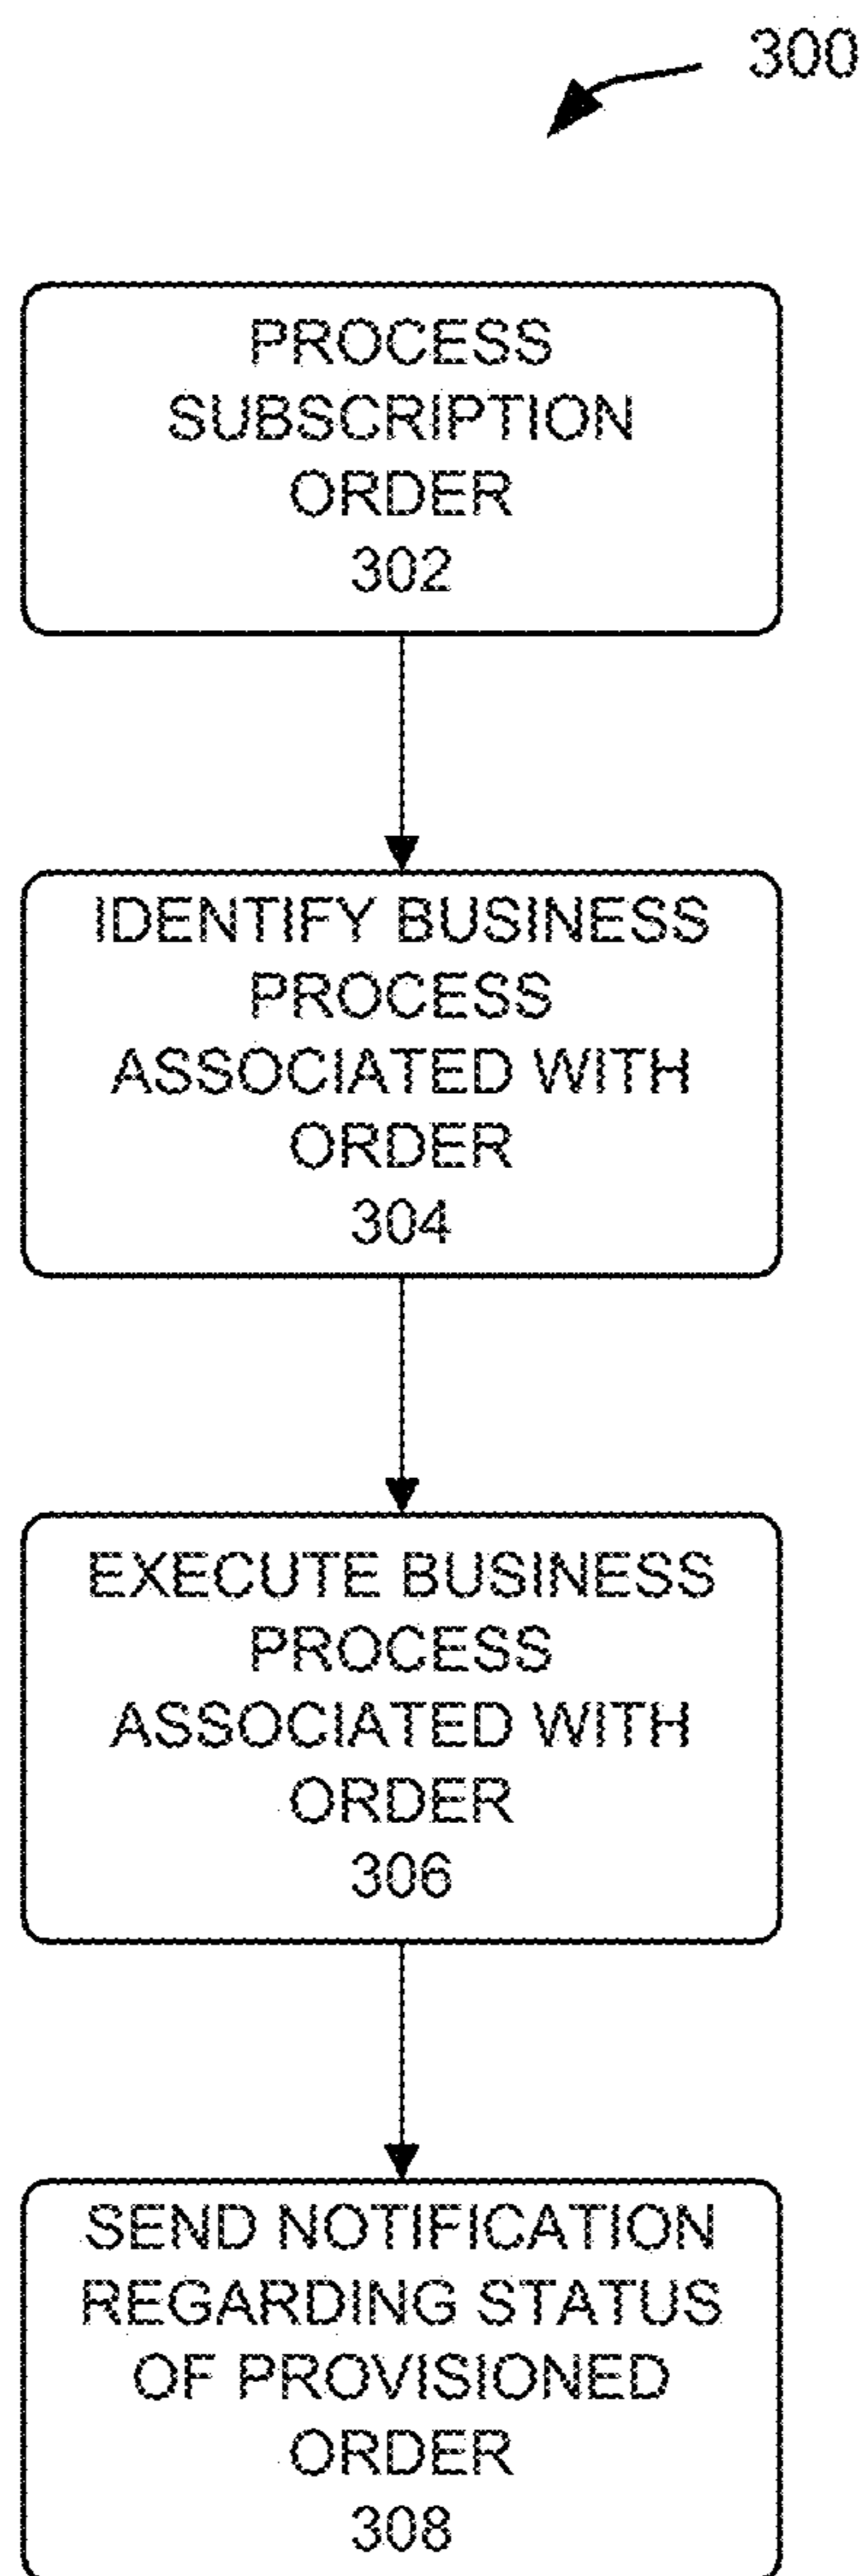 300
PROCESS
SUBSCRIPTION
ORDER
302
IDENTIFY BUSINESS
PROCESS
ASSOCIATED WITH
ORDER
304
EXECUTE BUSINESS
PROCESS
ASSOCIATED WITH
ORDER
306
SEND NOTIFICATION
REGARDING STATUS
OF PROVISIONED
ORDER
308